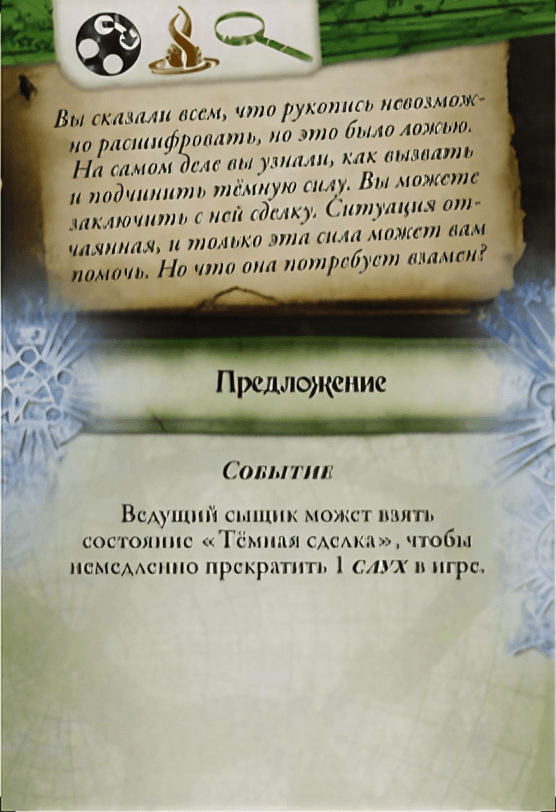 Вы сказали всем, что рукопись невозмож-
но расшифровать, но это было ложью.
На самом деле вы узнали, как вызвать
и подчинить тёмную силу. Вы можете
заключить с ней сделку. Ситуация от-
чаянная, и только эта сила может вам
помочь. Но что она потребует взамен?
Предложение
Событие
Ведущий сыщик может взять
состояние «Тёмная сделка», чтобы
немедленно прекратить 1 СЛУХ в игре.